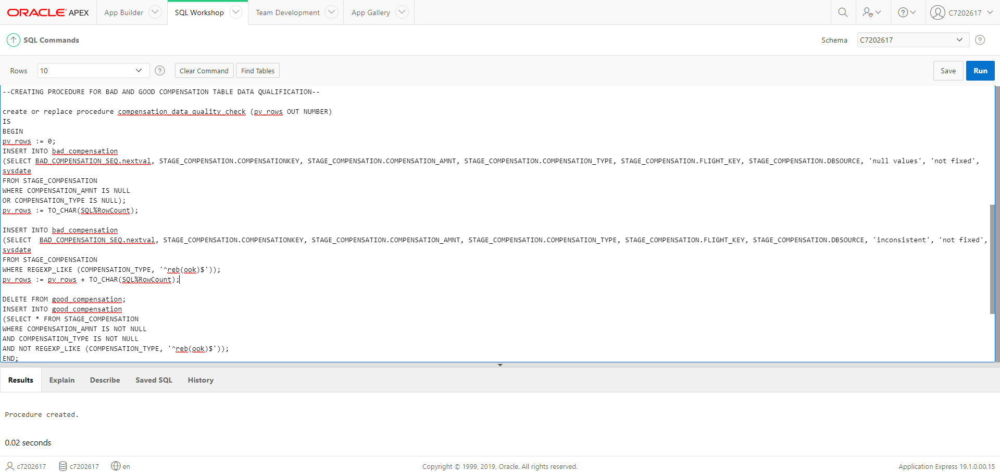 ORACLE APEX
App Builder
SQL Workshop
Team Development
App Gallery
C7202617
SQL Commands
Schema
C7202617
?
Rows
10
?
Clear Command
Find Tables
Save
Run
--CREATING PROCEDURE FOR BAD AND GOOD COMPENSATION TABLE DATA QUALIFICATION--
create or replace procedure compensation_data_quality_check (pv_rows OUT NUMBER)
IS
BEGIN
pv_rows := 0;
INSERT INTO bad_compensation
(SELECT BAD_COMPENSATION_SEQ.nextval, STAGE_COMPENSATION.COMPENSATIONKEY, STAGE_COMPENSATION.COMPENSATION_AMNT, STAGE_COMPENSATION.COMPENSATION_TYPE, STAGE_COMPENSATION.FLIGHT_KEY, STAGE_COMPENSATION.DBSOURCE, 'null values', 'not fixed',
sysdate
FROM STAGE_COMPENSATION
WHERE COMPENSATION_AMNT IS NULL
OR COMPENSATION_TYPE IS NULL);
pv_rows := TO_CHAR(SQL%RowCount);
INSERT INTO bad_compensation
(SELECT  BAD_COMPENSATION_SEQ.nextval, STAGE_COMPENSATION.COMPENSATIONKEY, STAGE_COMPENSATION.COMPENSATION_AMNT, STAGE_COMPENSATION.COMPENSATION_TYPE, STAGE_COMPENSATION.FLIGHT_KEY, STAGE_COMPENSATION.DBSOURCE, 'inconsistent', 'not fixed',
sysdate
FROM STAGE_COMPENSATION
WHERE REGEXP_LIKE (COMPENSATION_TYPE, '^reb(ook)$'));
pv_rows := pv_rows + TO_CHAR(SQL%RowCount);
DELETE FROM good_compensation;
INSERT INTO good_compensation
(SELECT * FROM STAGE_COMPENSATION
WHERE COMPENSATION_AMNT IS NOT NULL
AND COMPENSATION_TYPE IS NOT NULL
AND NOT REGEXP_LIKE (COMPENSATION_TYPE, '^reb(ook)$'));
END;
Results
Explain
Describe
Saved SQL
History
Procedure created.
0.02 seconds
c7202617
c7202617
en
Copyright © 1999, 2019, Oracle. All rights reserved.
Application Express 19.1.0.00.15